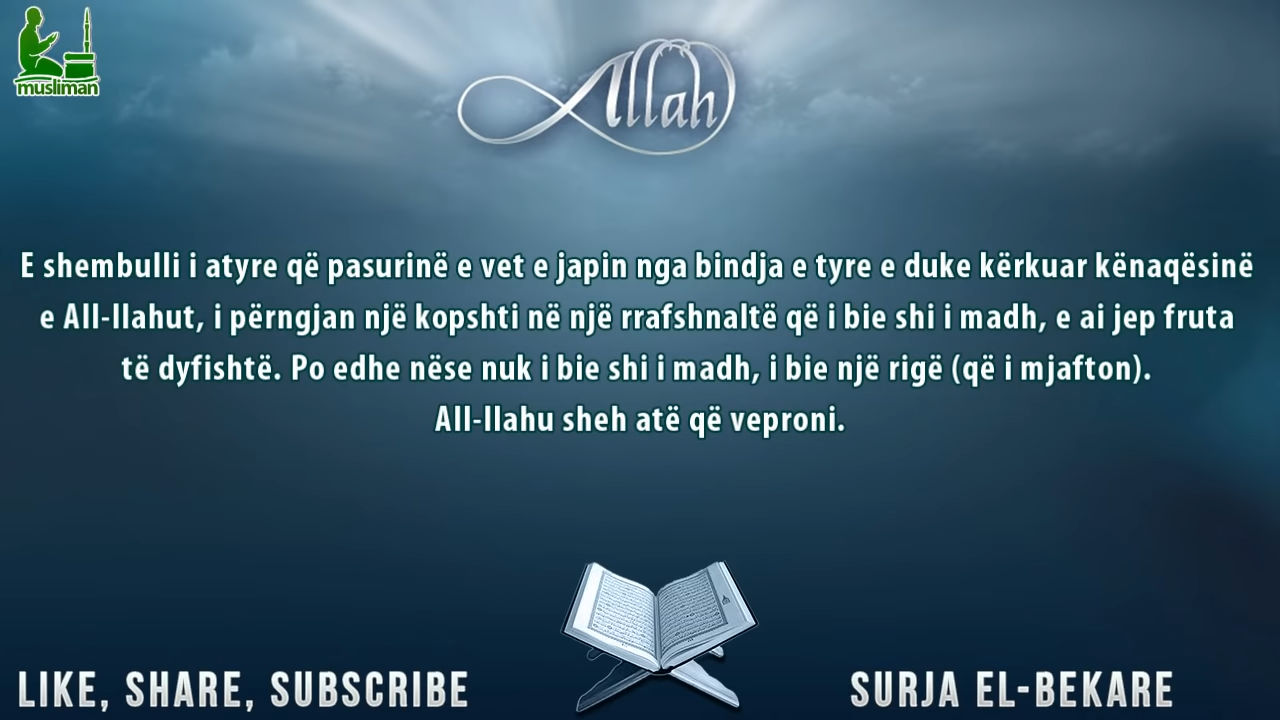 musliman
Allah
E shembulli i atyre që pasurinë e vet e japin nga bindja e tyre e duke kërkuar kënaqësinë
e All-llahut, i përngjan një kopshti në një rrafshnaltë që i bie shi i madh, e ai jep fruta
të dyfishtë. Po edhe nëse nuk i bie shi i madh, i bie një rigë (që i mjafton).
All-llahu sheh atë që veproni.
LIKE, SHARE, SUBSCRIBE
SURJA EL-BEKARE